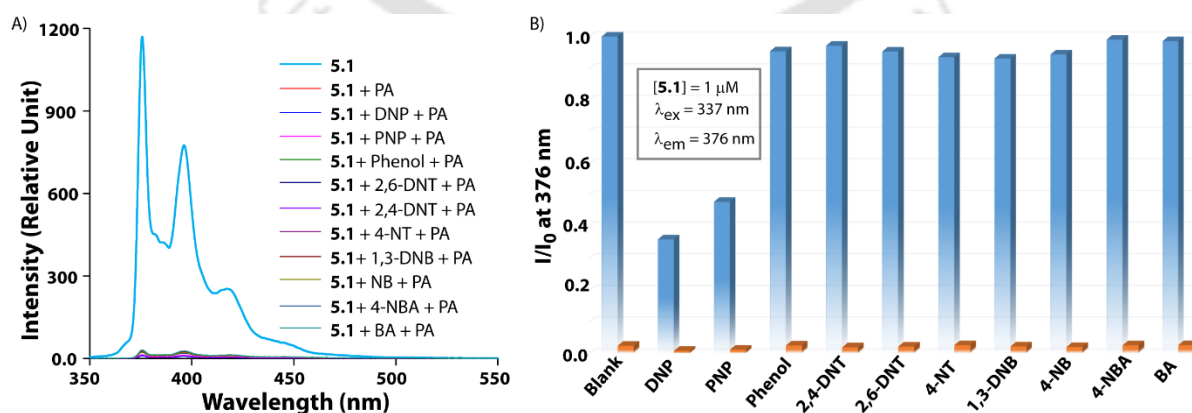 A)
Intensity (Relative Unit)
1200
900
600
300
0.0
350
400
450
500
550
Wavelength (nm)
5.1
5.1 + PA
5.1 + DNP + PA
5.1 + PNP + PA
5.1 + Phenol + PA
5.1 + 2,6-DNT + PA
5.1 + 2,4-DNT + PA
5.1 + 4-NT + PA
5.1 + 1,3-DNB + PA
5.1 + NB + PA
5.1 + 4-NBA + PA
5.1 + BA + PA
B)
I/I0 at 376 nm
1.0
0.8
0.6
0.4
0.2
0.0
[5.1] = 1 μM
λex = 337 nm
λem = 376 nm
Blank
DNP
PNP
Phenol
2,4-DNT
2,6-DNT
4-NT
1,3-DNB
4-NB
4-NBA
BA